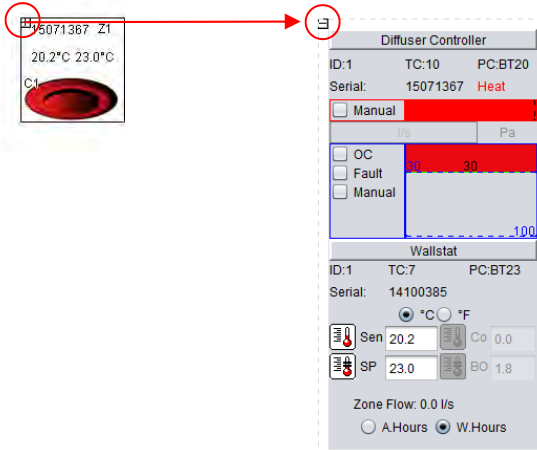 15071367 Z1
20.2°C 23.0°C
C1
Diffuser Controller
ID:1 TC:10 PC:BT20
Serial: 15071367 Heat
Manual
l/s Pa
OC
30 30
Fault
Manual
100
Wallstat
ID:1 TC:7 PC:BT23
Serial: 14100385
°C °F
Sen 20.2 Co 0.0
SP 23.0 BO 1.8
Zone Flow: 0.0 l/s
A.Hours W.Hours